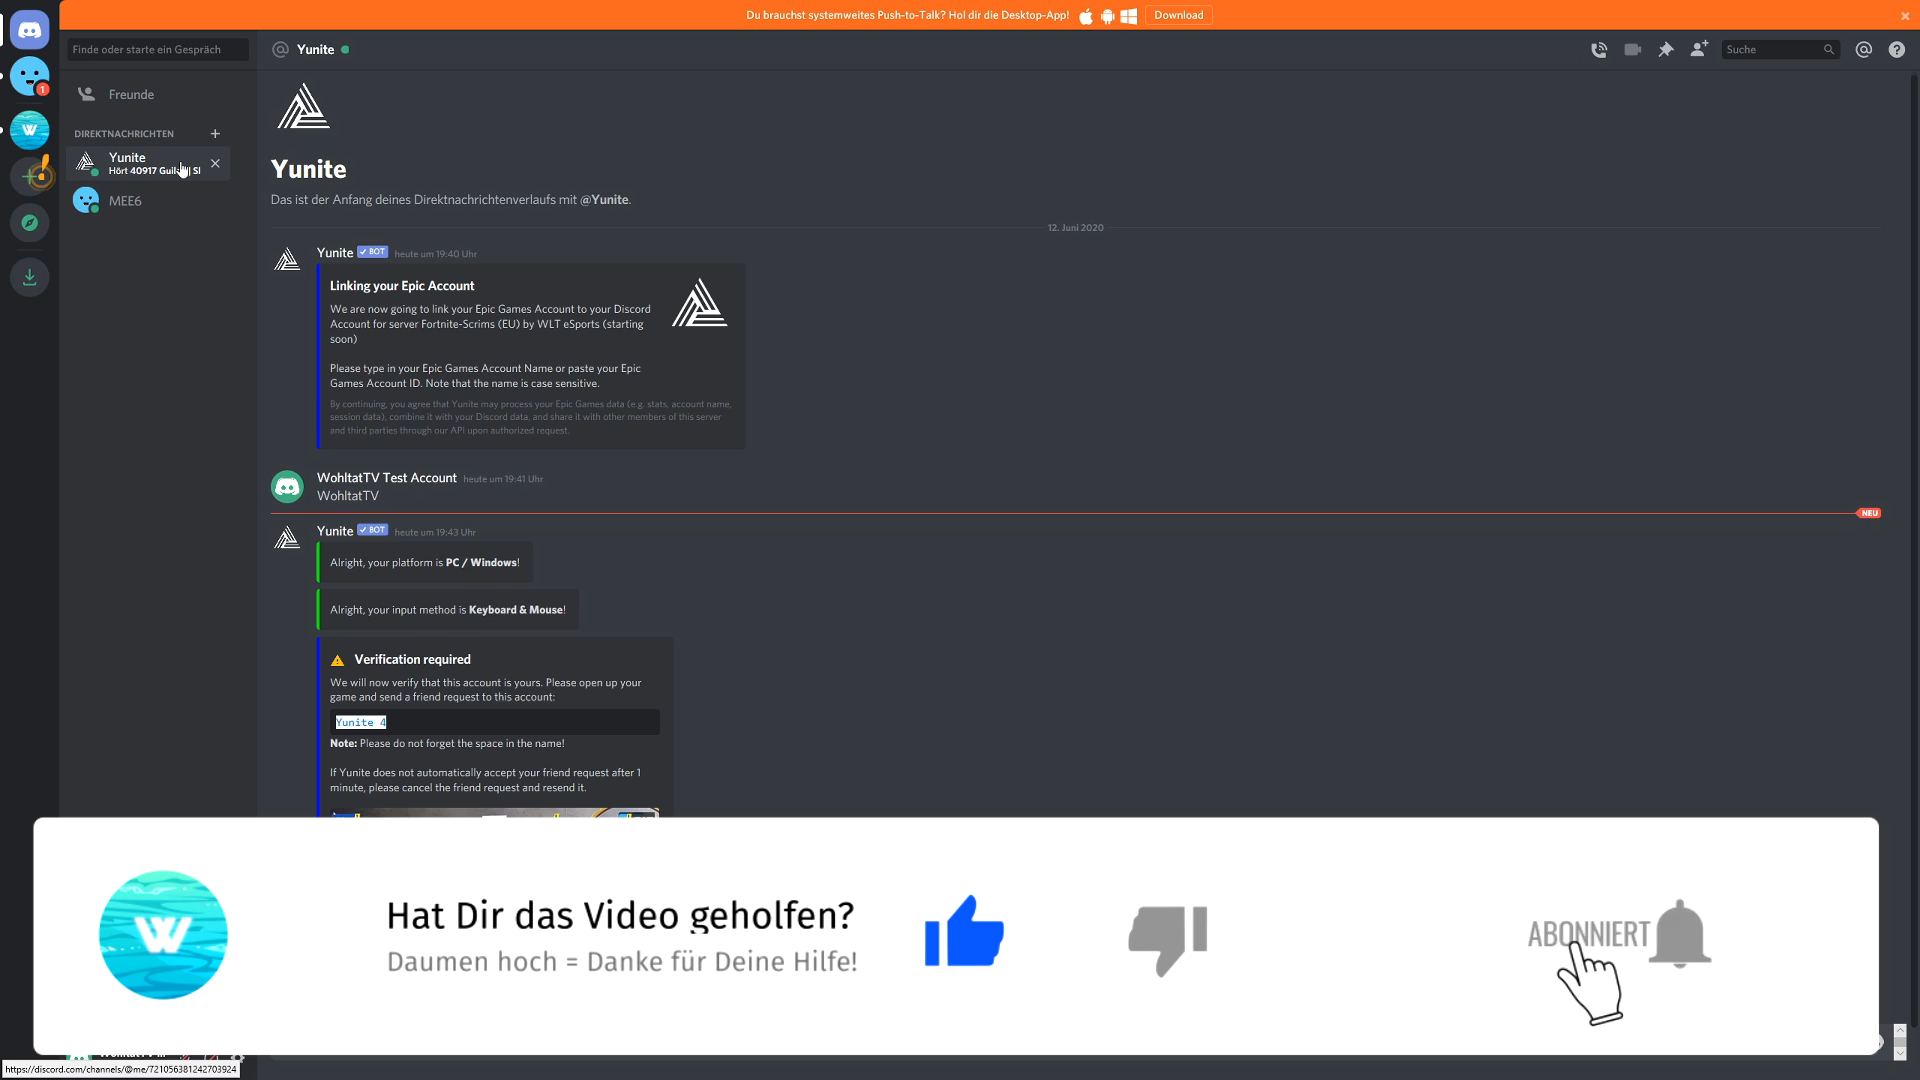 Du brauchst systemweites Push-to-Talk? Hol dir die Desktop-App!
Download
Finde oder starte ein Gespräch
Yunite
Suche
Freunde
DIREKTNACHRICHTEN
Yunite
Hört 40917
MEE6
1
W
Yunite
Das ist der Anfang deines Direktnachrichtenverlaufs mit @Yunite.
12. Juni 2020
Yunite BOT heute um 19:40 Uhr
Linking your Epic Account
We are now going to link your Epic Games Account to your Discord
Account for server Fortnite-Scrims (EU) by WLT eSports (starting
soon)
Please type in your Epic Games Account Name or paste your Epic
Games Account ID. Note that the name is case sensitive.
By continuing, you agree that Yunite may process your Epic Games data (e.g. stats, account name,
session data), combine it with your Discord data, and share it with other members of this server
and third parties through our API upon authorized request.
WohltatTV Test Account heute um 19:41 Uhr
WohltatTV
NEU
Yunite BOT heute um 19:43 Uhr
Alright, your platform is PC / Windows!
Alright, your input method is Keyboard & Mouse!
Verification required
We will now verify that this account is yours. Please open up your
game and send a friend request to this account:
Yunite 4
Note: Please do not forget the space in the name!
If Yunite does not automatically accept your friend request after 1
minute, please cancel the friend request and resend it.
W
Hat Dir das Video geholfen?
Daumen hoch = Danke für Deine Hilfe!
ABONNIERT
https://discord.com/channels/@me/721056381242703924